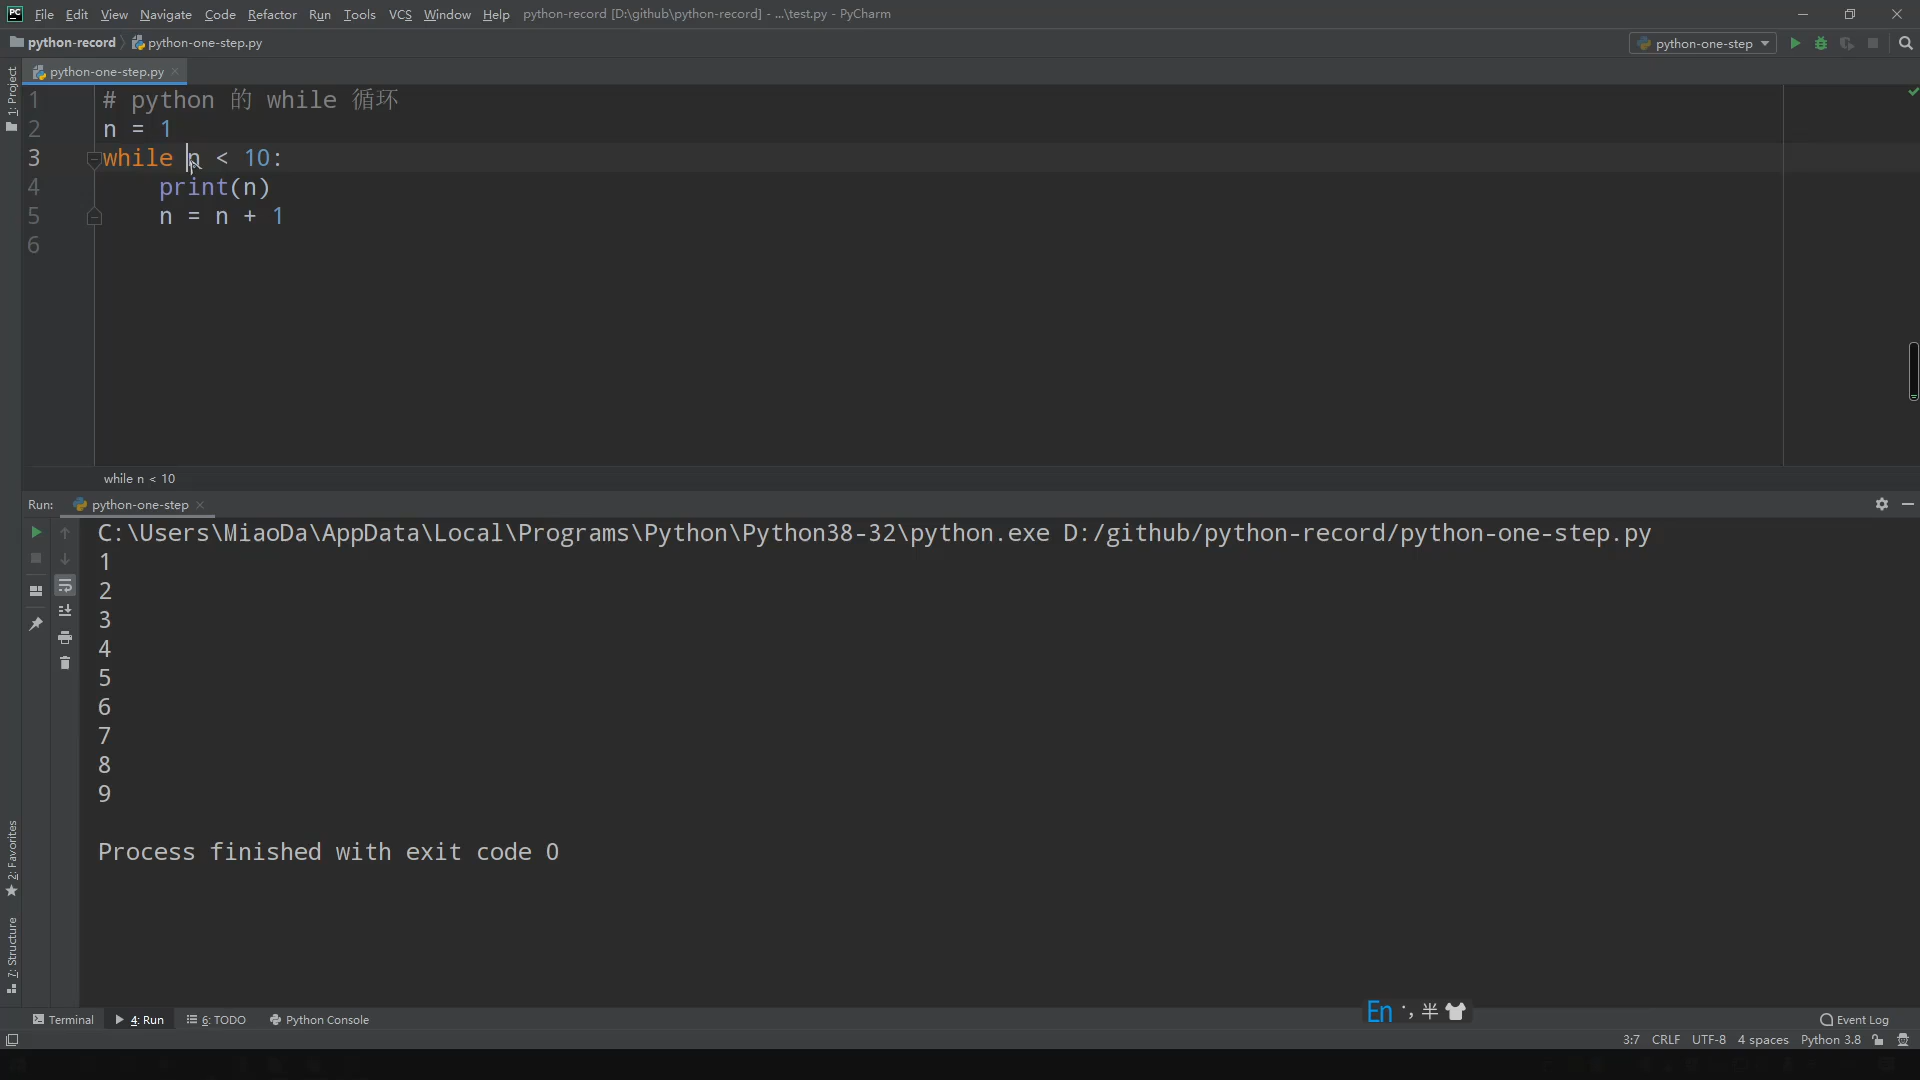 PC File Edit View Navigate Code Refactor Run Tools VCS Window Help python-record [D:\github\python-record] - ...\test.py - PyCharm
python-record python-one-step.py python-one-step
1: Project
python-one-step.py
1 # python 的 while 循环
2 n = 1
3 while n < 10:
4 print(n)
5 n = n + 1
6
while n < 10
Run: python-one-step
C:\Users\MiaoDa\AppData\Local\Programs\Python\Python38-32\python.exe D:/github/python-record/python-one-step.py
1
2
3
4
5
6
7
8
9
Process finished with exit code 0
2: Favorites
7: Structure
En 半
Terminal 4: Run 6: TODO Python Console Event Log
3:7 CRLF UTF-8 4 spaces Python 3.8